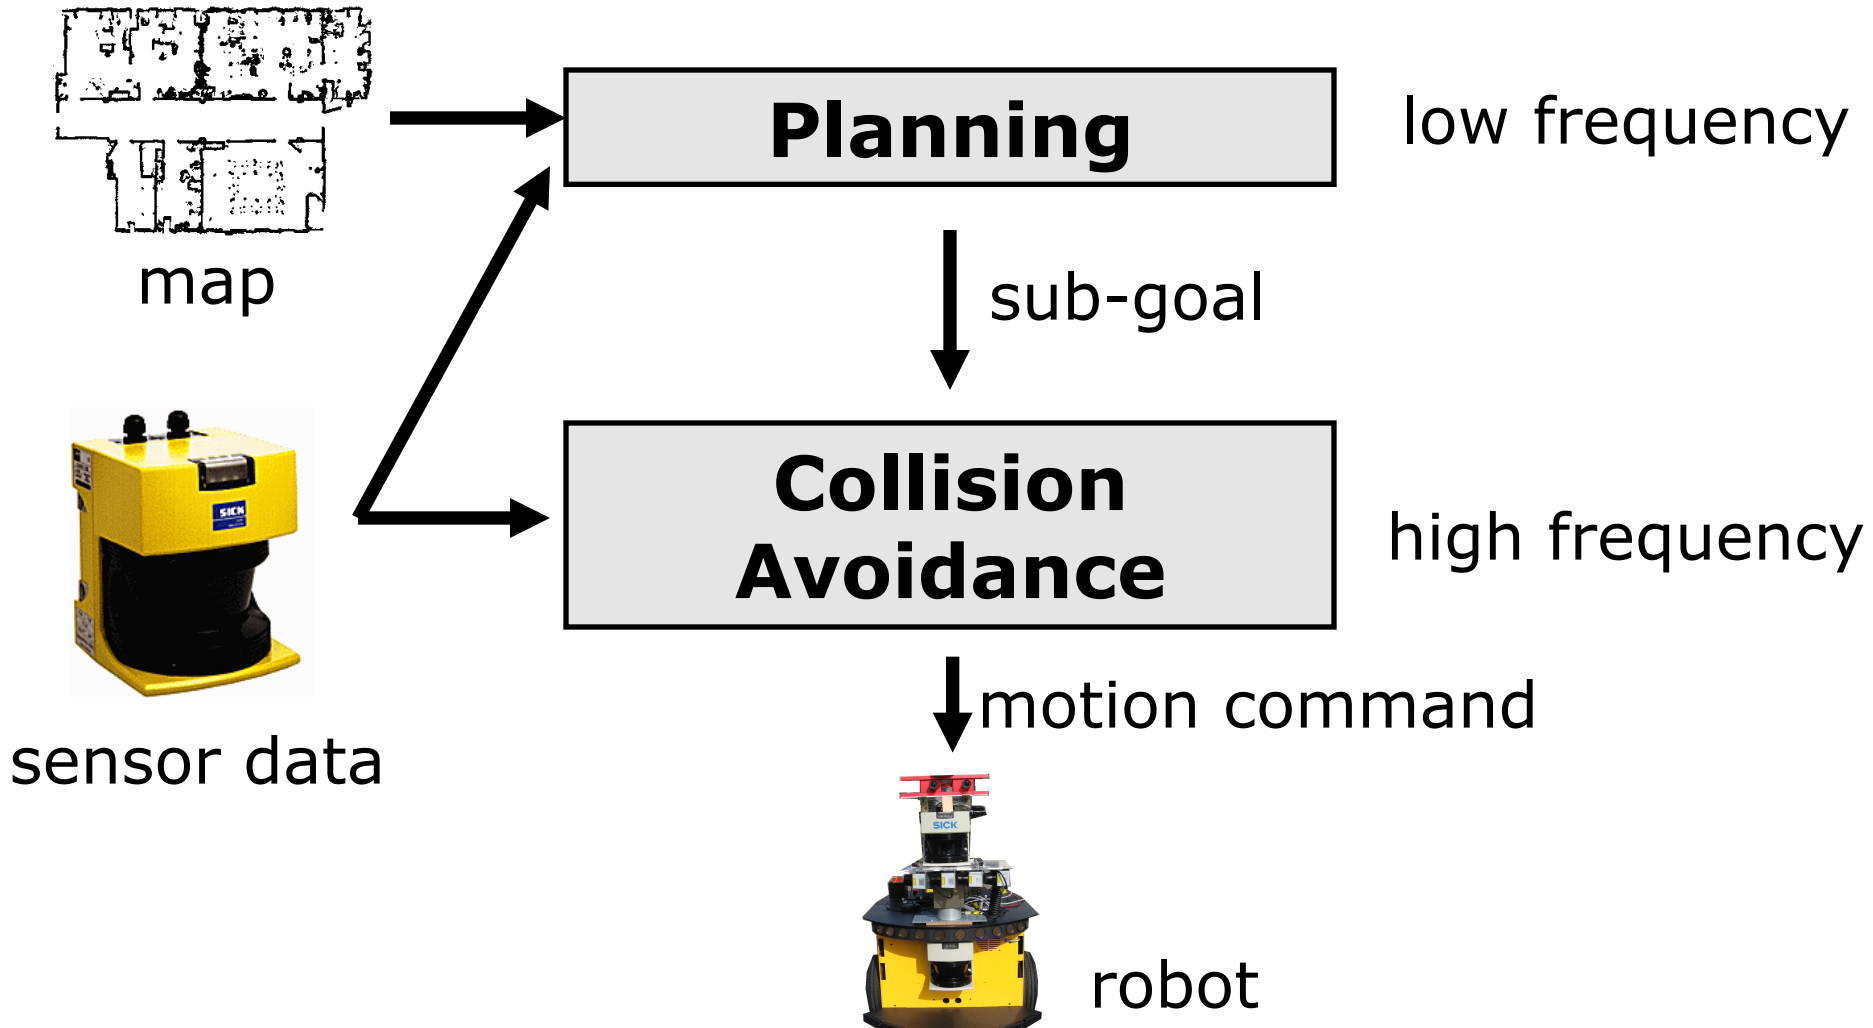 Planning
low frequency
map
sub-goal
Collision
Avoidance
high frequency
SICK
sensor data
motion command
SICK
robot